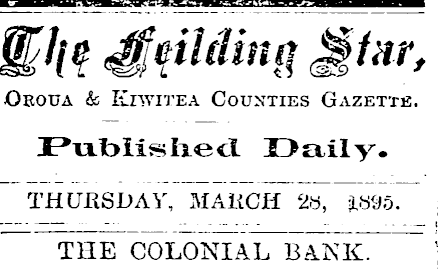 The Feilding Star,
OROUA & KIWITEA COUNTIES GAZETTE.
Published Daily.
THURSDAY, MARCH 28, 1895.
THE COLONIAL BANK.